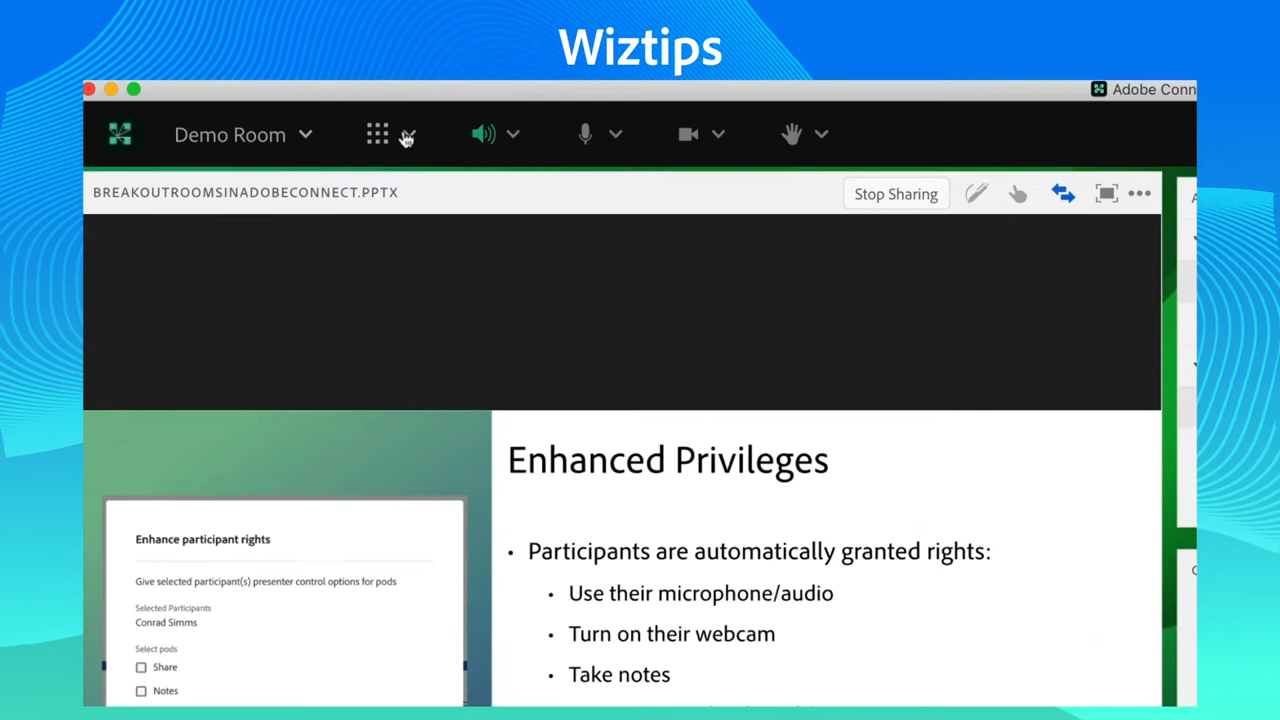 Wiztips
Adobe Conn
Demo Room
BREAKOUTROOMSINADOBECONNECT.PPTX
Stop Sharing
Enhanced Privileges
Enhance participant rights
Give selected participant(s) presenter control options for pods
Selected Participants
Conrad Simms
Select pods
Share
Notes
• Participants are automatically granted rights:
• Use their microphone/audio
• Turn on their webcam
• Take notes